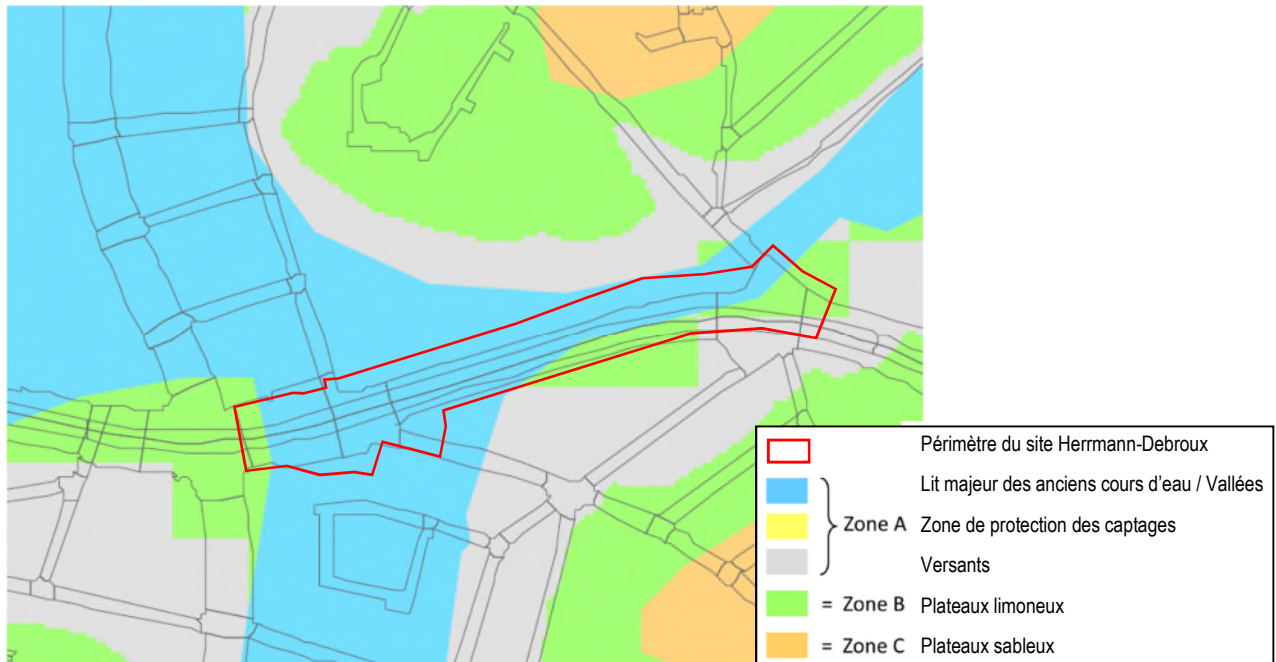 Périmètre du site Herrmann-Debroux
Lit majeur des anciens cours d'eau / Vallées
Zone A Zone de protection des captages
Versants
= Zone B Plateaux limoneux
= Zone C Plateaux sableux